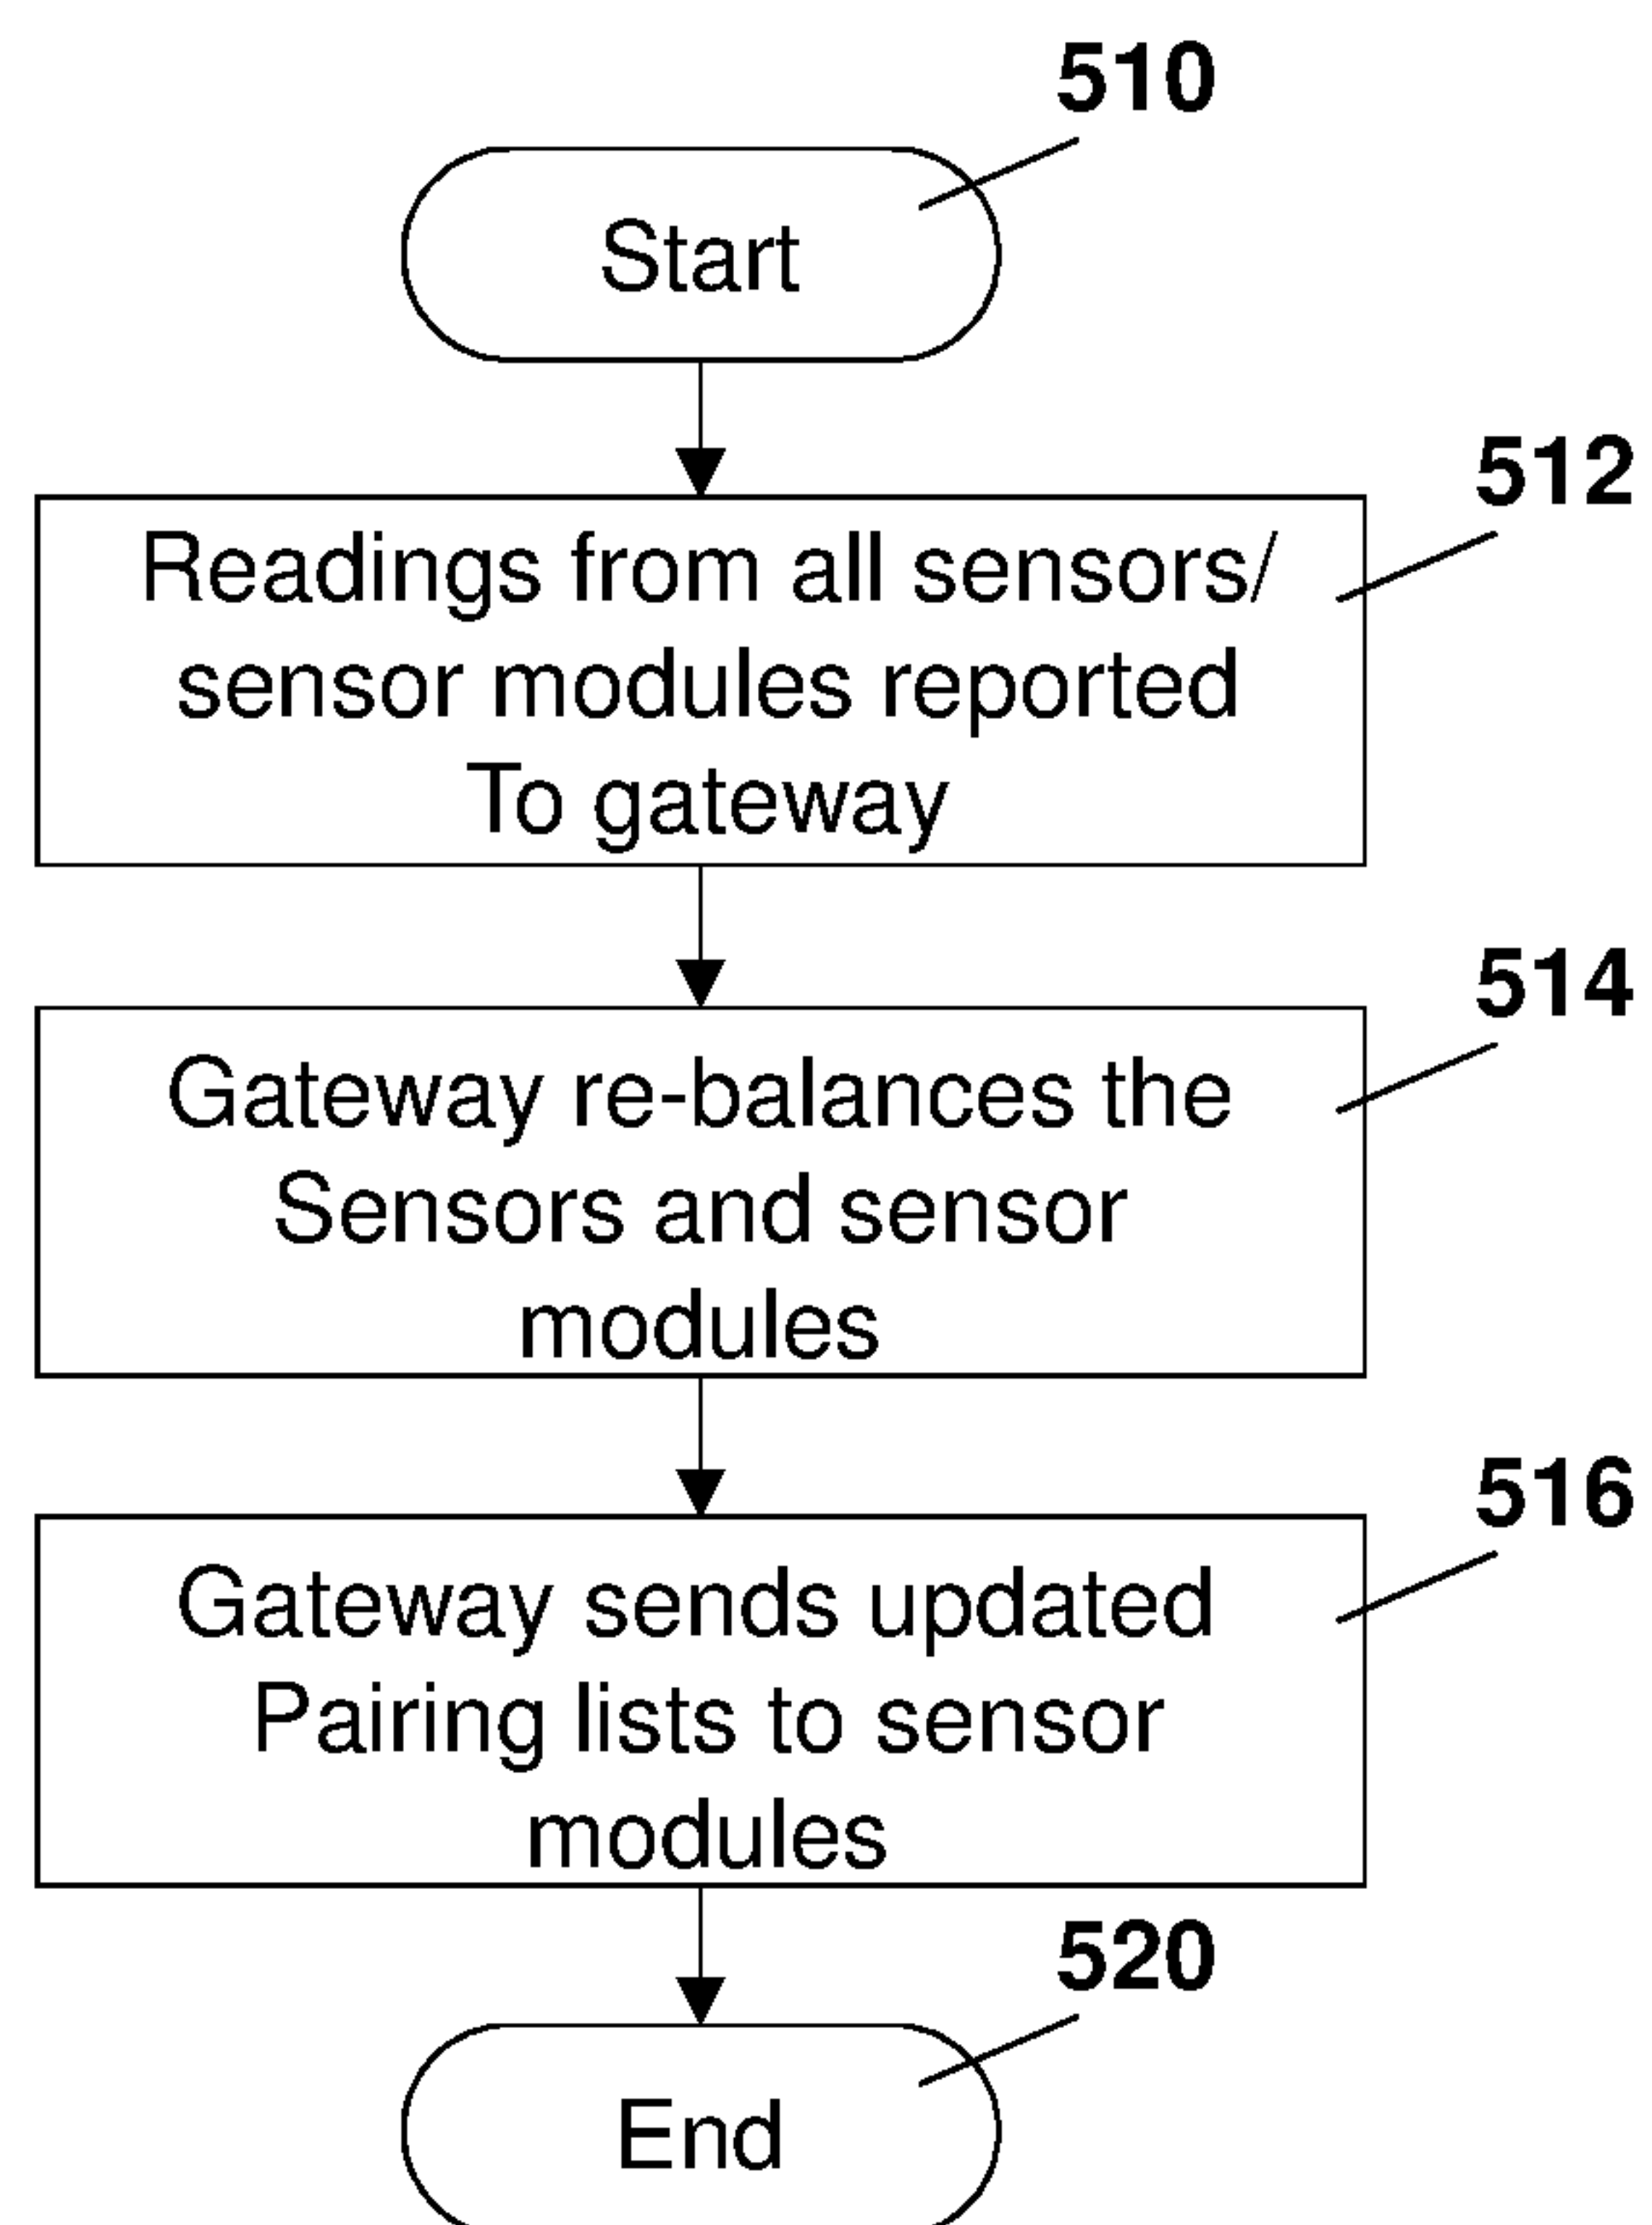 510
Start
512
Readings from all sensors/
sensor modules reported
To gateway
514
Gateway re-balances the
Sensors and sensor
modules
516
Gateway sends updated
Pairing lists to sensor
modules
520
End